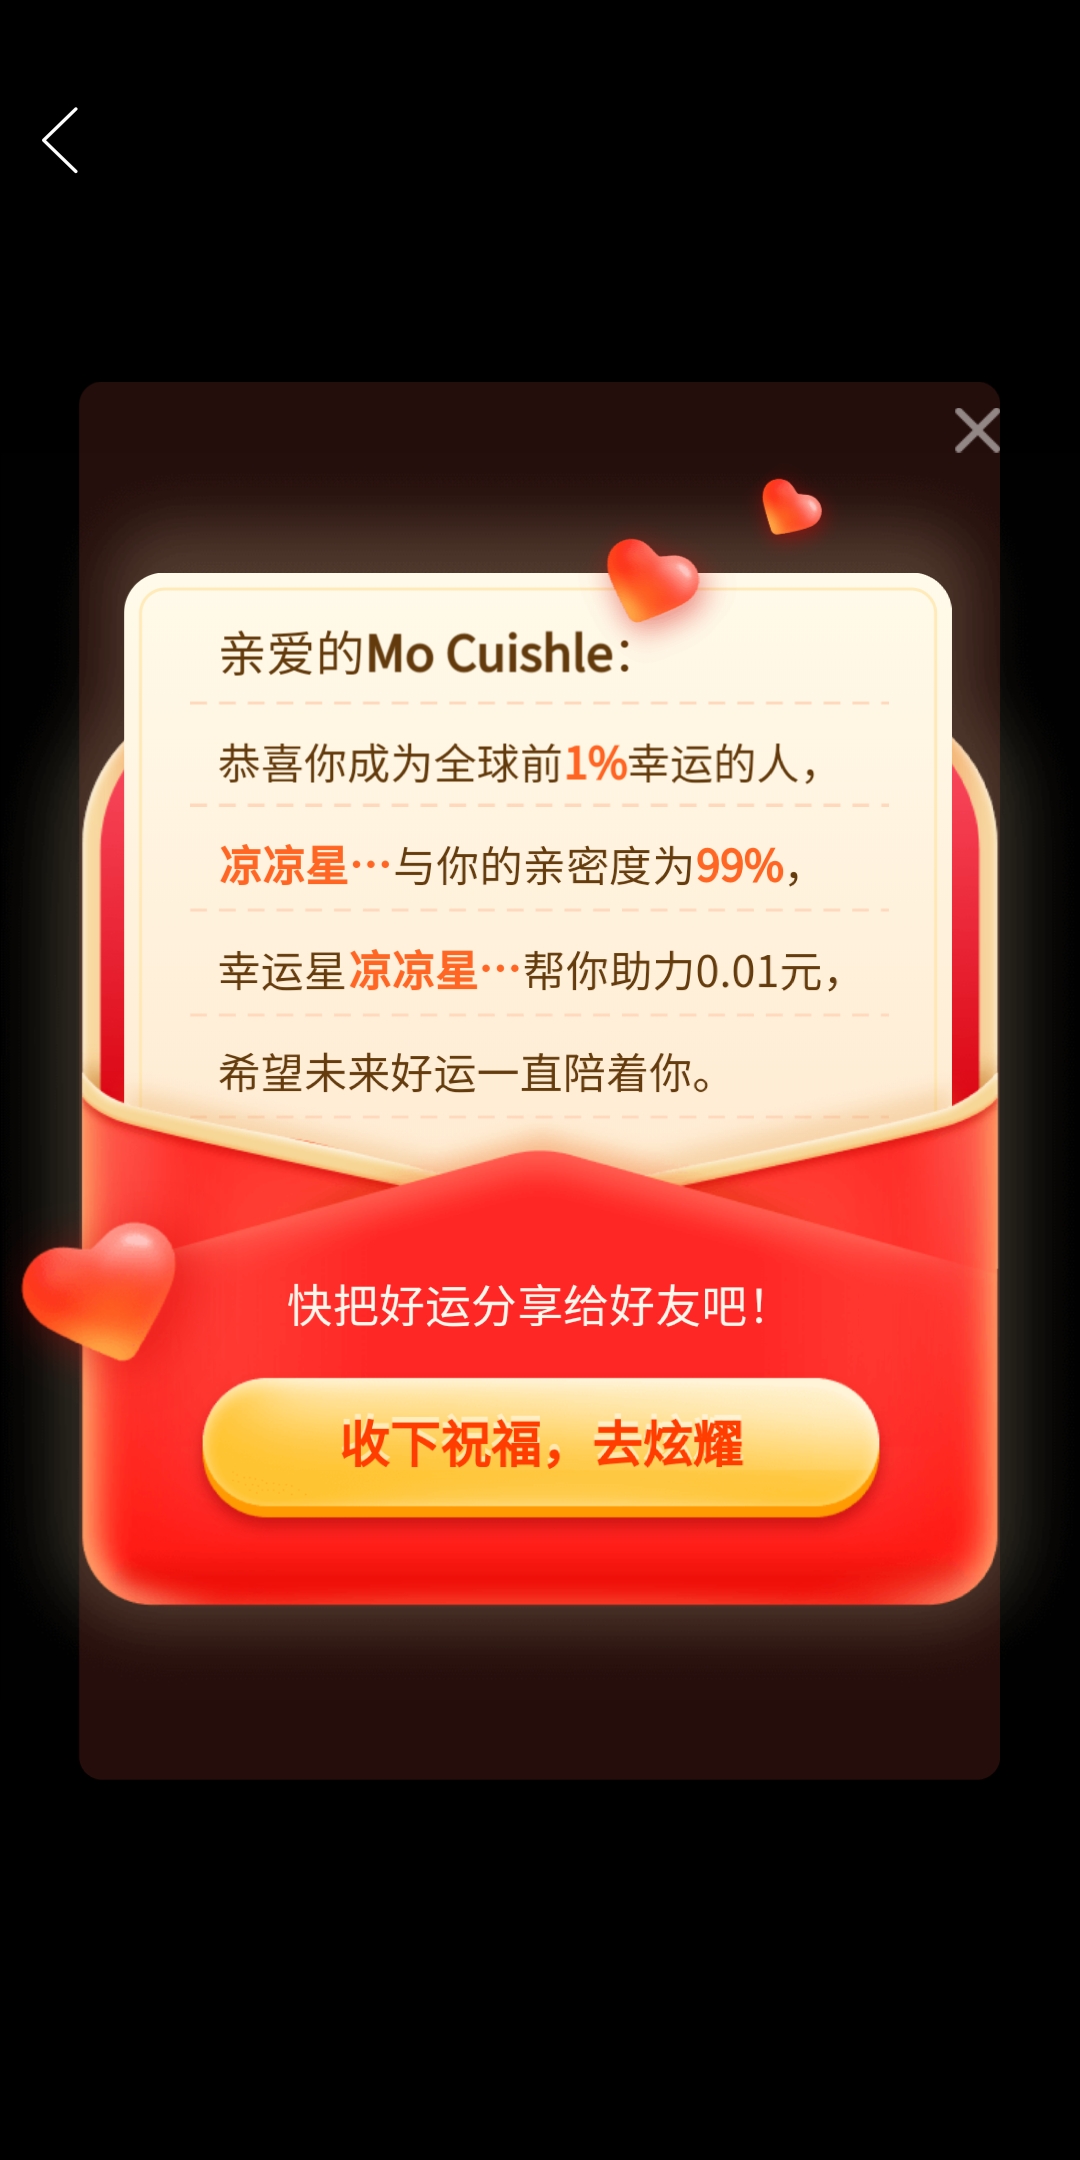 亲爱的Mo Cuishle：
恭喜你成为全球前1%幸运的人，
凉凉星…与你的亲密度为99%，
幸运星凉凉星…帮你助力0.01元，
希望未来好运一直陪着你。
快把好运分享给好友吧！
收下祝福，去炫耀